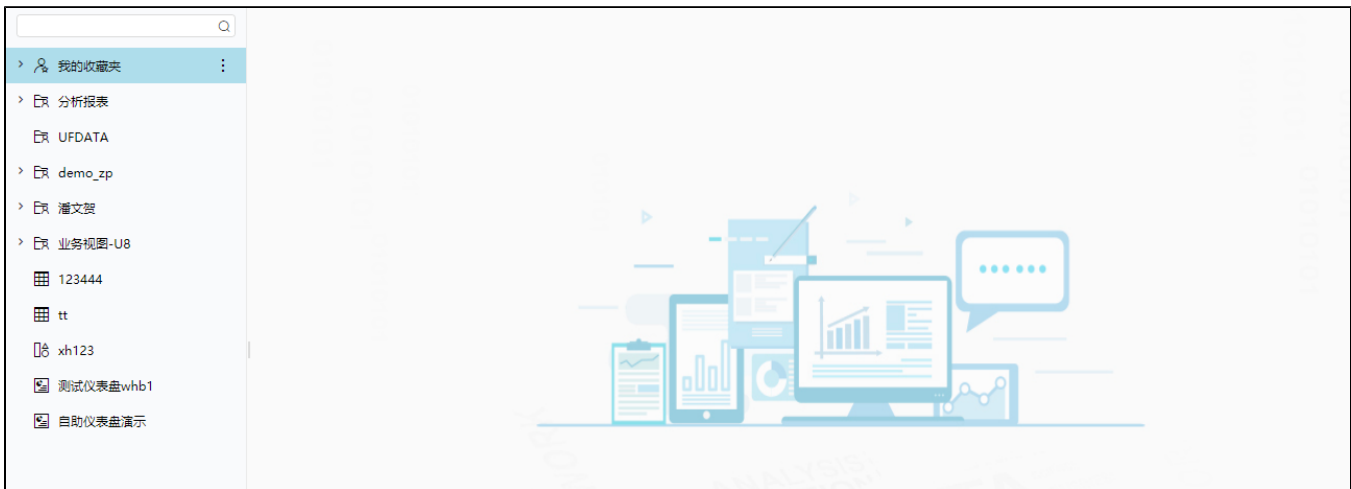 我的收藏夹
分析报表
UFDATA
demo_zp
潘文贺
业务视图-U8
123444
tt
xh123
测试仪表盘whb1
自助仪表盘演示
ANALYSIS